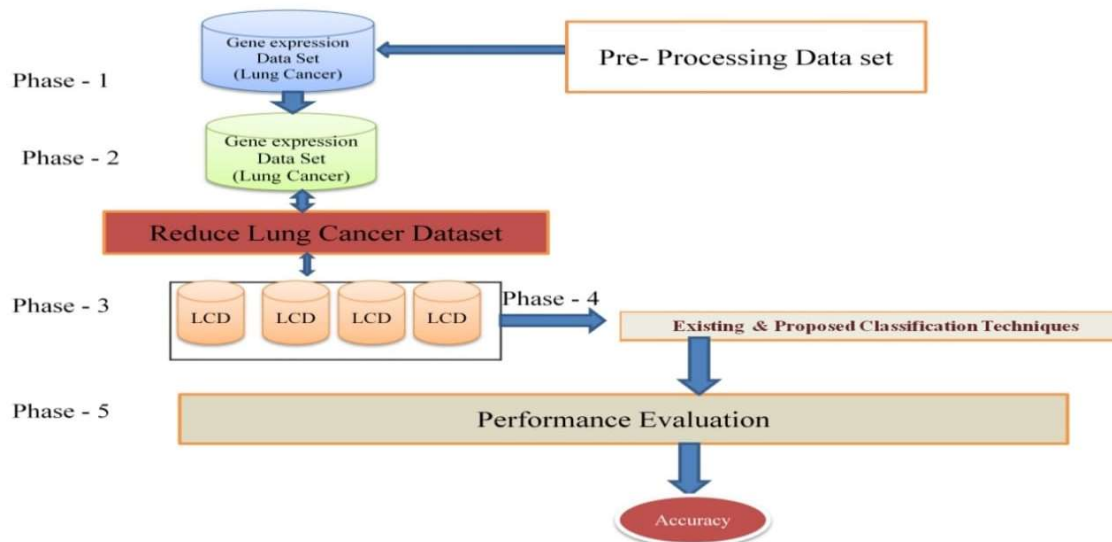 Gene expression
Data Set
(Lung Cancer)
Pre- Processing Data set
Phase - 1
Gene expression
Data Set
(Lung Cancer)
Phase - 2
Reduce Lung Cancer Dataset
Phase - 3
LCD
LCD
LCD
LCD
Phase - 4
Existing & Proposed Classification Techniques
Phase - 5
Performance Evaluation
Accuracy